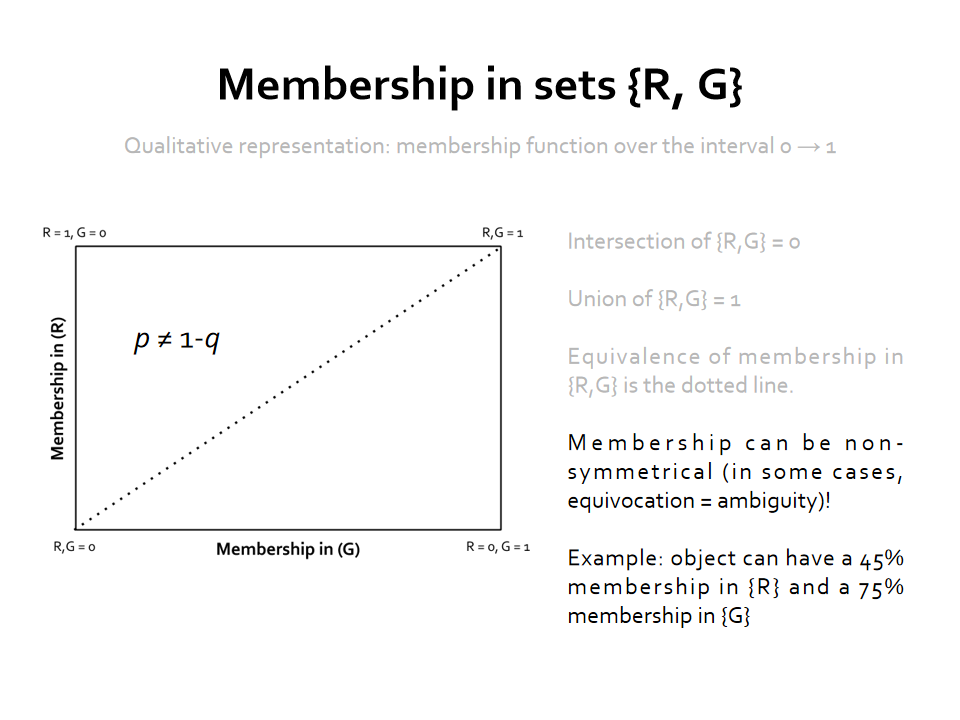 Membership in sets {R, G}
Qualitative representation: membership function over the interval 0 → 1
R = 1, G = 0
R,G = 1
p ≠ 1-q
Membership in (R)
R,G = 0
Membership in (G)
R = 0, G = 1
Intersection of {R,G} = 0
Union of {R,G} = 1
Equivalence of membership in
{R,G} is the dotted line.
Membership can be non-
symmetrical (in some cases,
equivocation = ambiguity)!
Example: object can have a 45%
membership in {R} and a 75%
membership in {G}